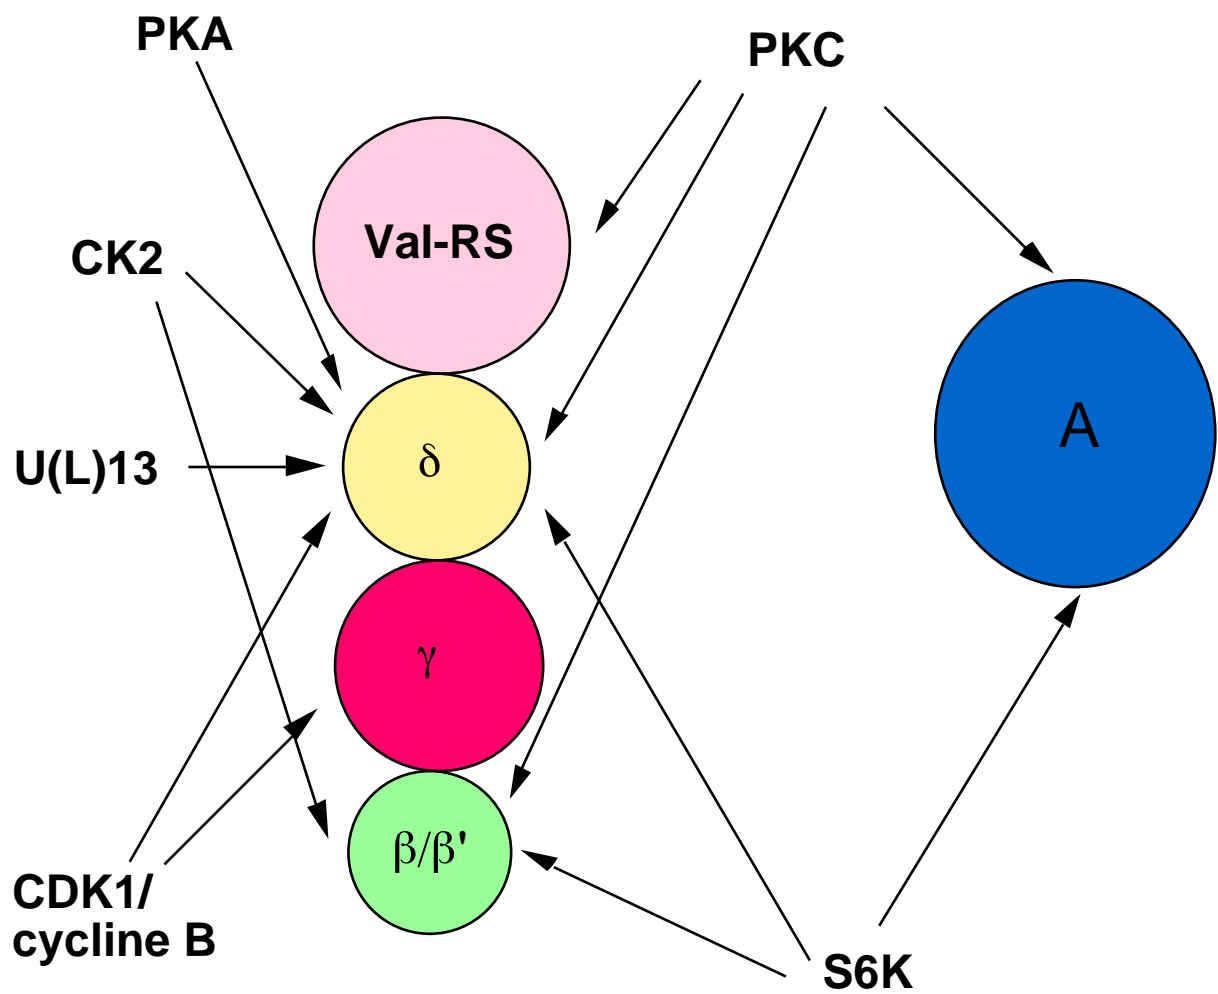 PKA
PKC
Val-RS
CK2
A
δ
U(L)13
γ
β/β'
CDK1/
cycline B
S6K